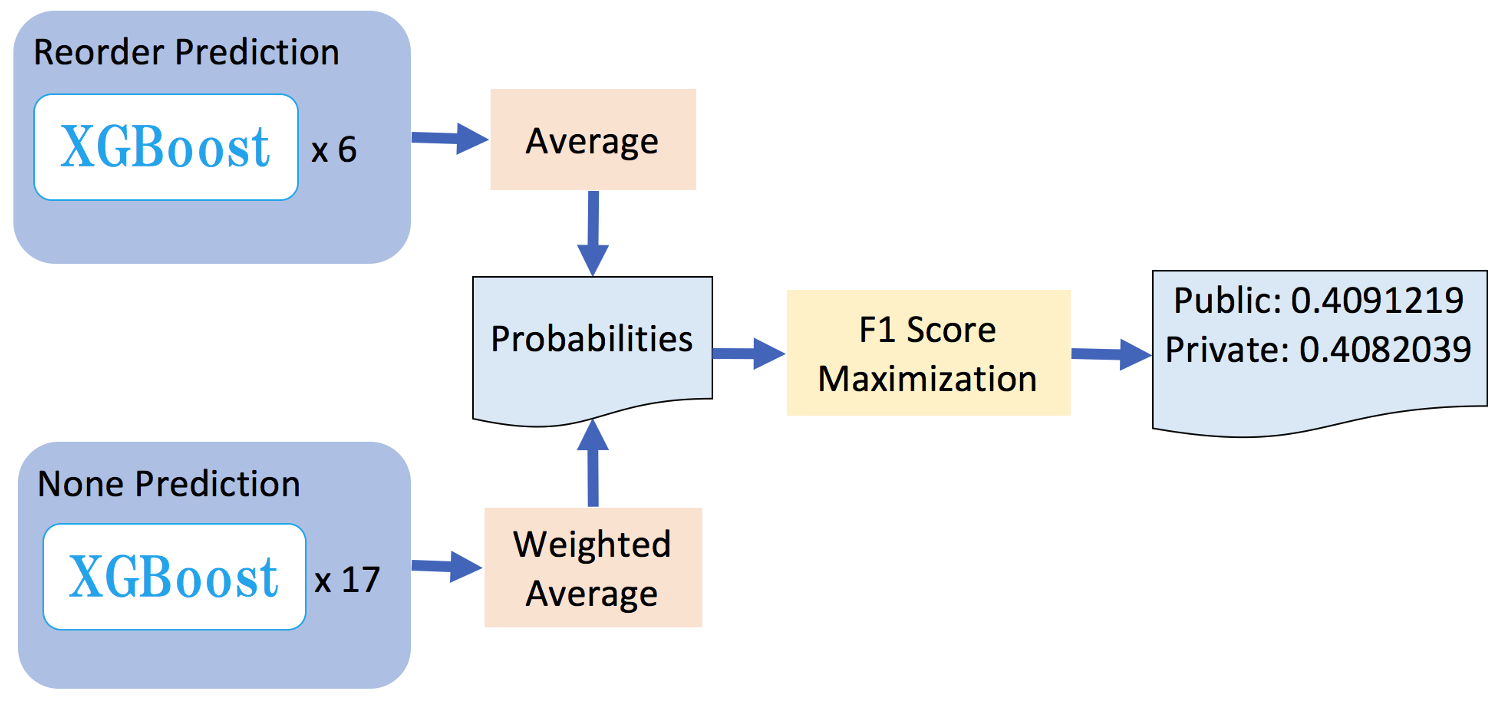 Reorder Prediction
XGBoost
x 6
Average
Probabilities
F1 Score
Maximization
Public: 0.4091219
Private: 0.4082039
None Prediction
XGBoost
x 17
Weighted
Average